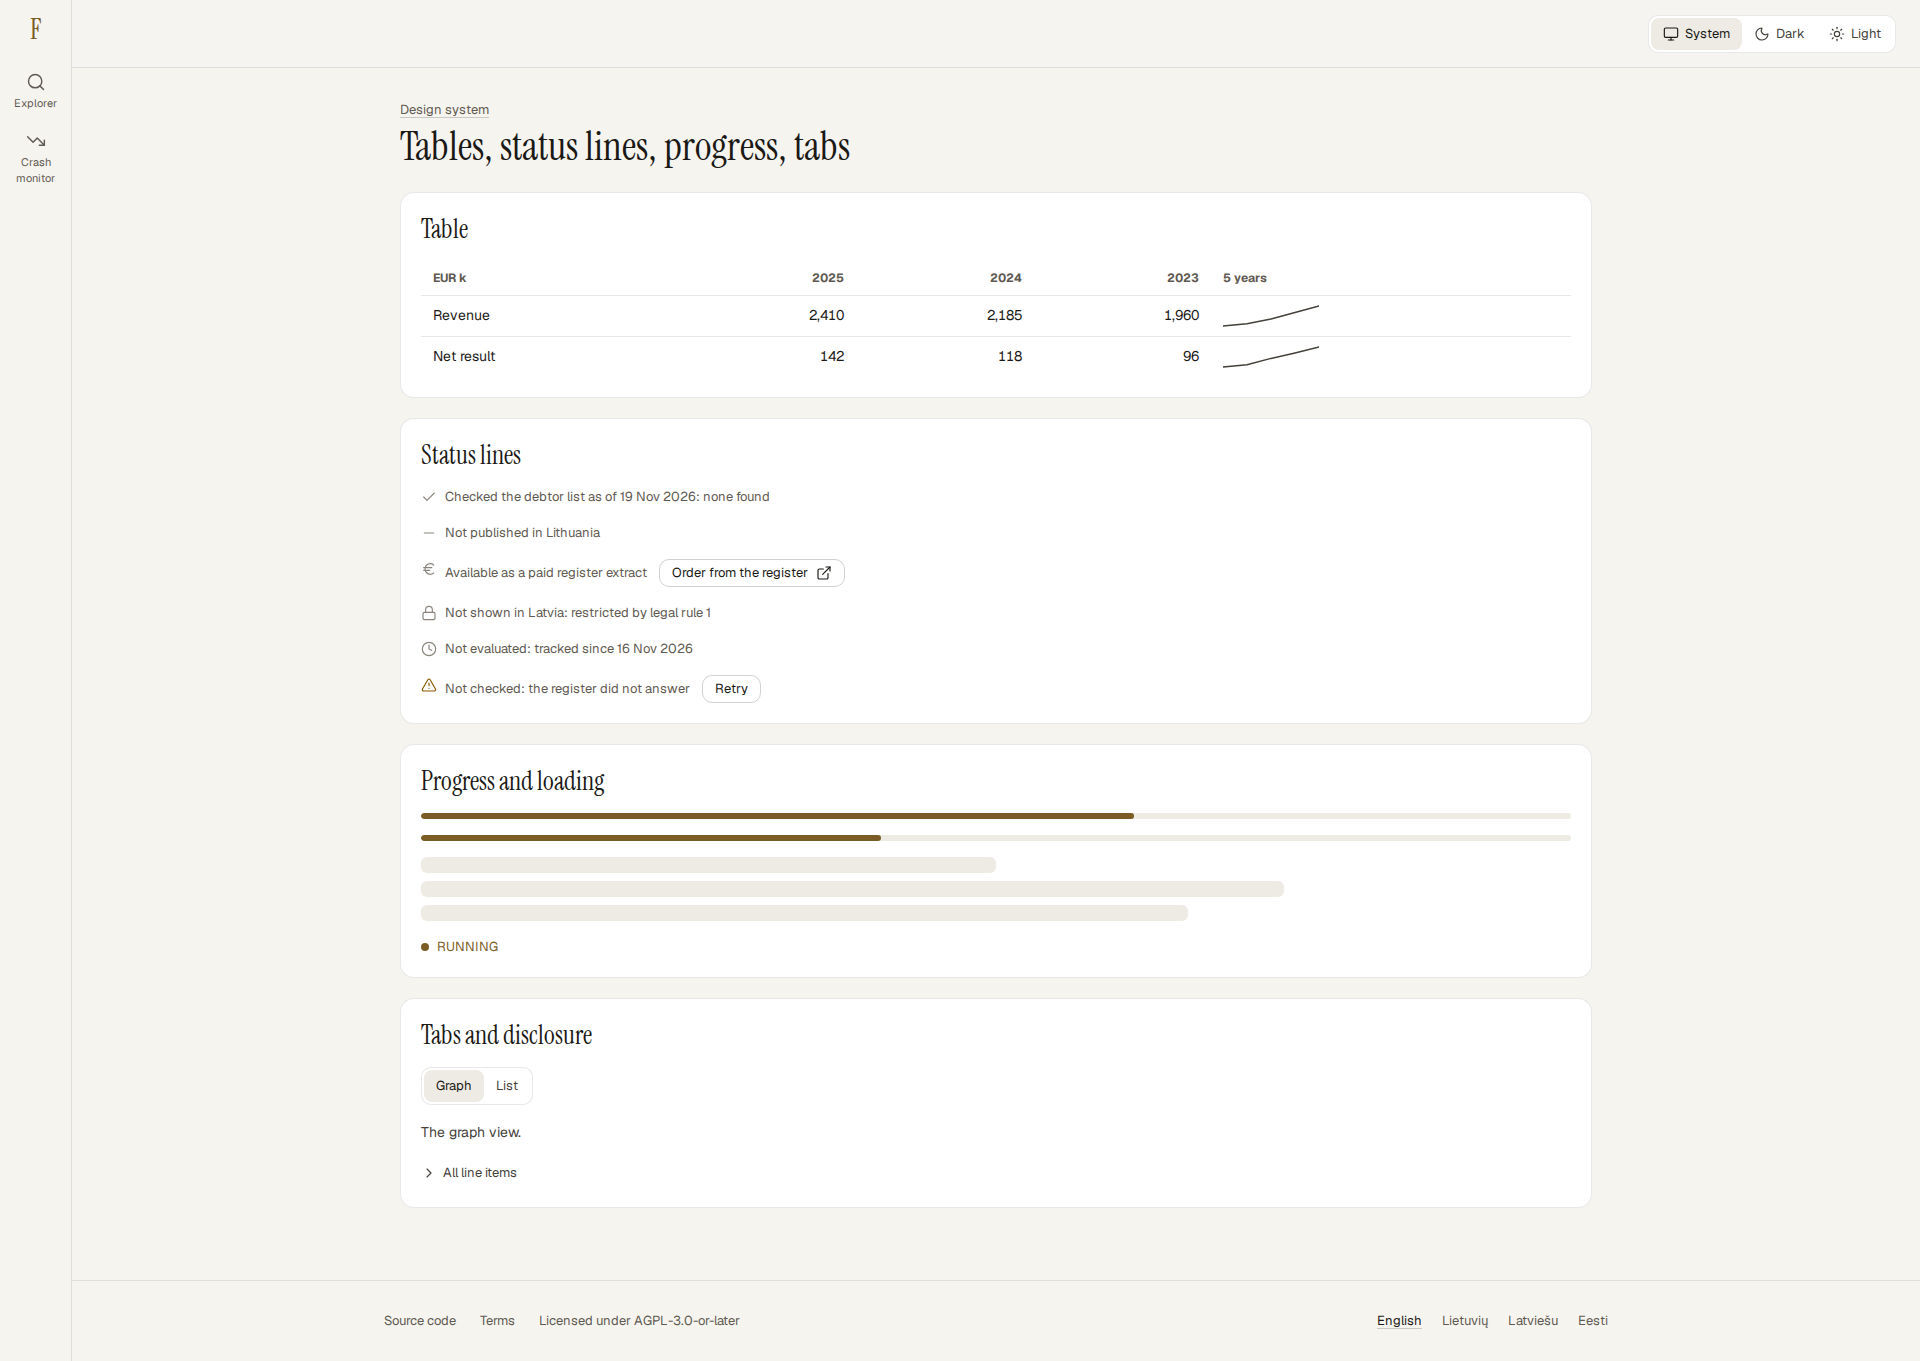 F
System Dark Light
Explorer
Crash
monitor
Design system
Tables, status lines, progress, tabs
Table
EUR k 2025 2024 2023 5 years
Revenue 2,410 2,185 1,960
Net result 142 118 96
Status lines
Checked the debtor list as of 19 Nov 2026: none found
Not published in Lithuania
€ Available as a paid register extract Order from the register
Not shown in Latvia: restricted by legal rule 1
Not evaluated: tracked since 16 Nov 2026
Not checked: the register did not answer Retry
Progress and loading
RUNNING
Tabs and disclosure
Graph List
The graph view.
All line items
Source code Terms Licensed under AGPL-3.0-or-later English Lietuvių Latviešu Eesti